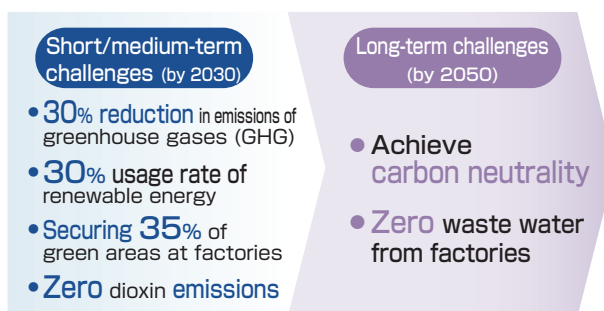 Short/medium-term
challenges (by 2030)
• 30% reduction in emissions of
greenhouse gases (GHG)
• 30% usage rate of
renewable energy
• Securing 35% of
green areas at factories
• Zero dioxin emissions
Long-term challenges
(by 2050)
● Achieve
carbon neutrality
● Zero waste water
from factories